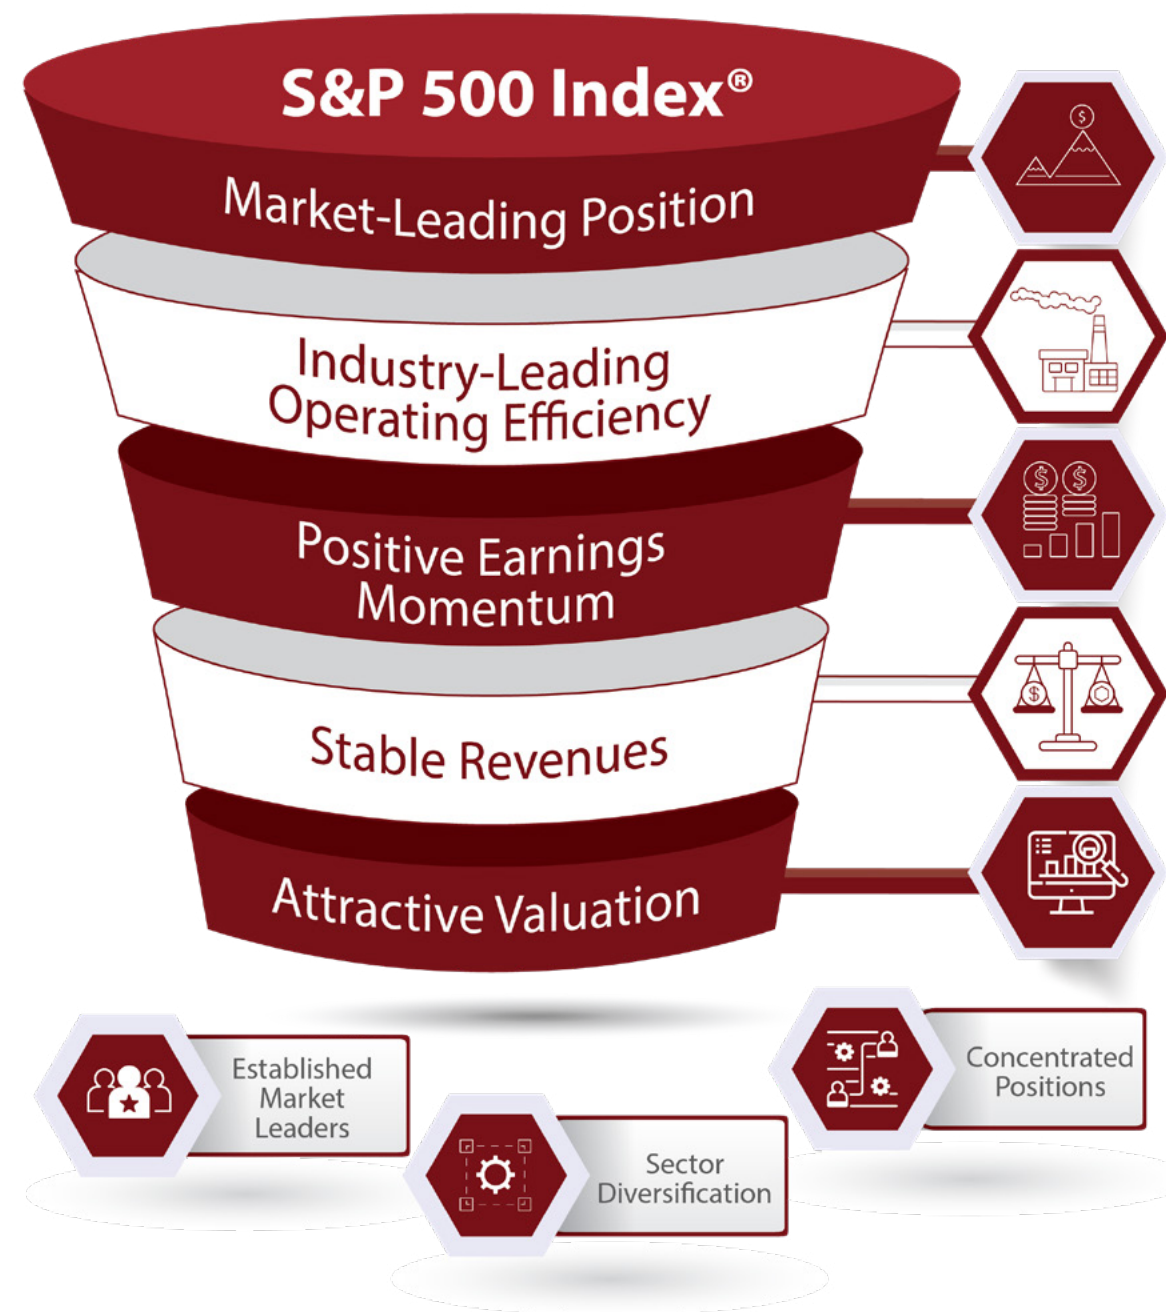 S&P 500 Index®
Market-Leading Position
Industry-Leading
Operating Efficiency
$
$ $
Positive Earnings
Momentum
$
Stable Revenues
Attractive Valuation
Established
Market
Leaders
Sector
Diversification
Concentrated
Positions